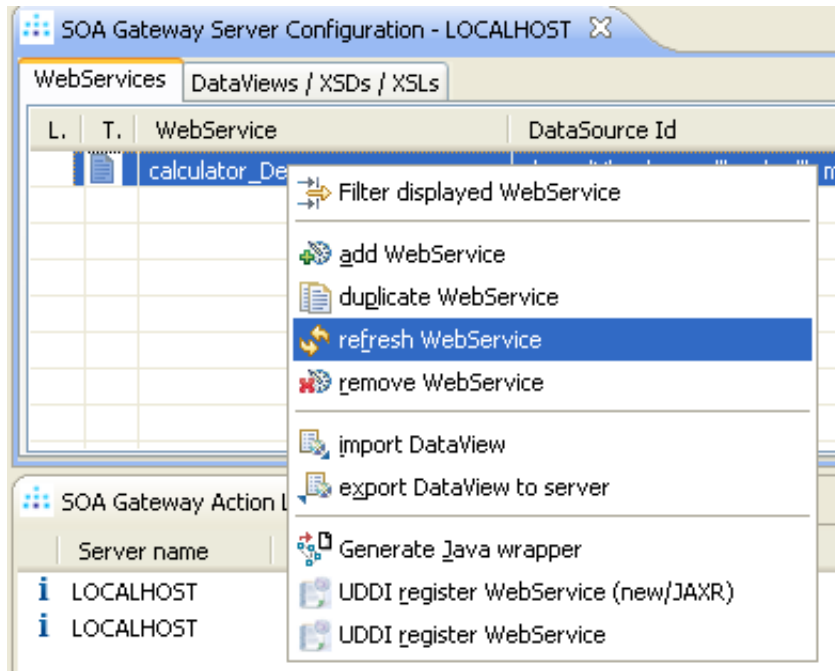 SOA Gateway Server Configuration - LOCALHOST
WebServices DataViews / XSDs / XSLs
L. T. WebService DataSource Id
calculator_De
Filter displayed WebService
add WebService
duplicate WebService
refresh WebService
remove WebService
import DataView
export DataView to server
SOA Gateway Action L
Server name
Generate Java wrapper
i LOCALHOST
UDDI register WebService (new/JAXR)
i LOCALHOST
UDDI register WebService